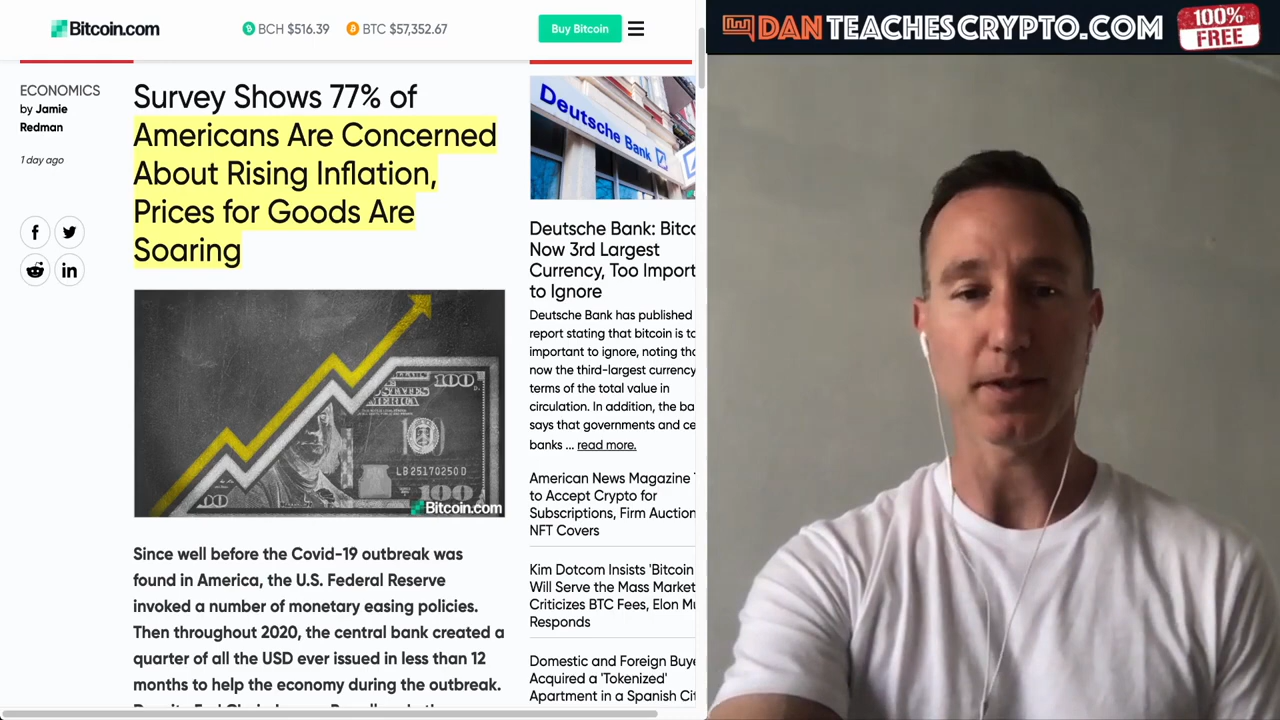 Bitcoin.com
BCH $516.39
BTC $57,352.67
Buy Bitcoin
DANTEACHESCRYPTO.COM
100%
FREE
ECONOMICS
by Jamie
Redman
1 day ago
Survey Shows 77% of
Americans Are Concerned
About Rising Inflation,
Prices for Goods Are
Soaring
100
STATES
AMERICA
LB25170250D
100
Bitcoin.com
Since well before the Covid-19 outbreak was
found in America, the U.S. Federal Reserve
invoked a number of monetary easing policies.
Then throughout 2020, the central bank created a
quarter of all the USD ever issued in less than 12
months to help the economy during the outbreak.
Deutsche Bank
Deutsche Bank: Bitco
Now 3rd Largest
Currency, Too Import
to Ignore
Deutsche Bank has published
report stating that bitcoin is to
important to ignore, noting tha
now the third-largest currency
terms of the total value in
circulation. In addition, the ba
says that governments and ce
banks ... read more.
American News Magazine
to Accept Crypto for
Subscriptions, Firm Auction
NFT Covers
Kim Dotcom Insists 'Bitcoin
Will Serve the Mass Market
Criticizes BTC Fees, Elon Mu
Responds
Domestic and Foreign Buye
Acquired a 'Tokenized'
Apartment in a Spanish Cit